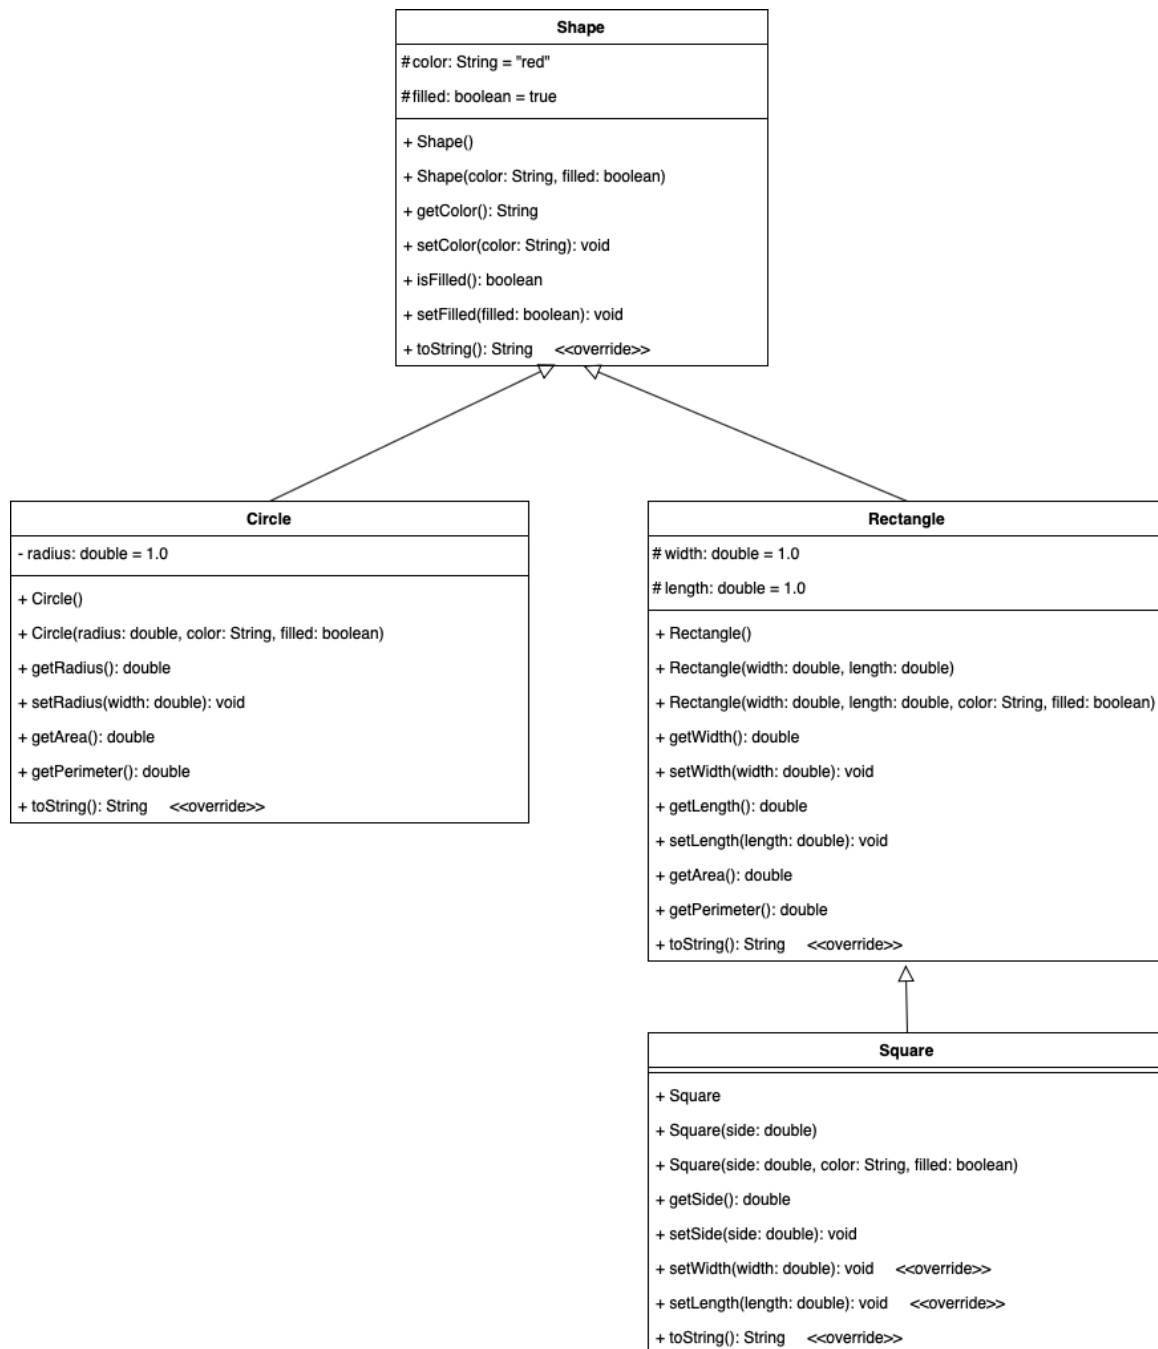 Shape
# color: String = "red"
# filled: boolean = true
+ Shape()
+ Shape(color: String, filled: boolean)
+ getColor(): String
+ setColor(color: String): void
+ isFilled(): boolean
+ setFilled(filled: boolean): void
+ toString(): String <<override>>
Circle
- radius: double = 1.0
+ Circle()
+ Circle(radius: double, color: String, filled: boolean)
+ getRadius(): double
+ setRadius(width: double): void
+ getArea(): double
+ getPerimeter(): double
+ toString(): String <<override>>
Rectangle
# width: double = 1.0
# length: double = 1.0
+ Rectangle()
+ Rectangle(width: double, length: double)
+ Rectangle(width: double, length: double, color: String, filled: boolean)
+ getWidth(): double
+ setWidth(width: double): void
+ getLength(): double
+ setLength(length: double): void
+ getArea(): double
+ getPerimeter(): double
+ toString(): String <<override>>
Square
+ Square
+ Square(side: double)
+ Square(side: double, color: String, filled: boolean)
+ getSide(): double
+ setSide(side: double): void
+ setWidth(width: double): void <<override>>
+ setLength(length: double): void <<override>>
+ toString(): String <<override>>